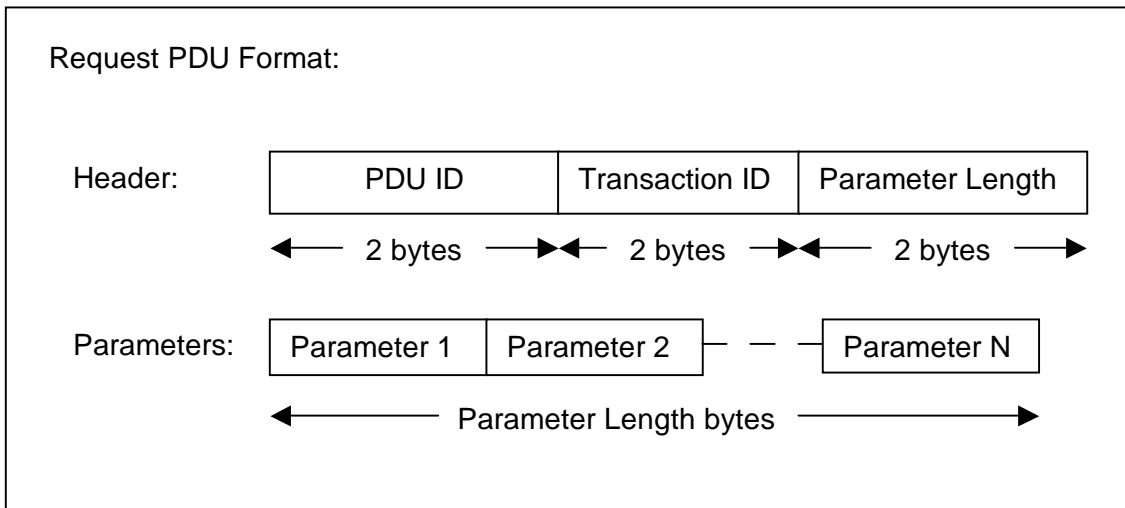 Request PDU Format:
Header: PDU ID Transaction ID Parameter Length
2 bytes 2 bytes 2 bytes
Parameters: Parameter 1 Parameter 2 Parameter N
Parameter Length bytes